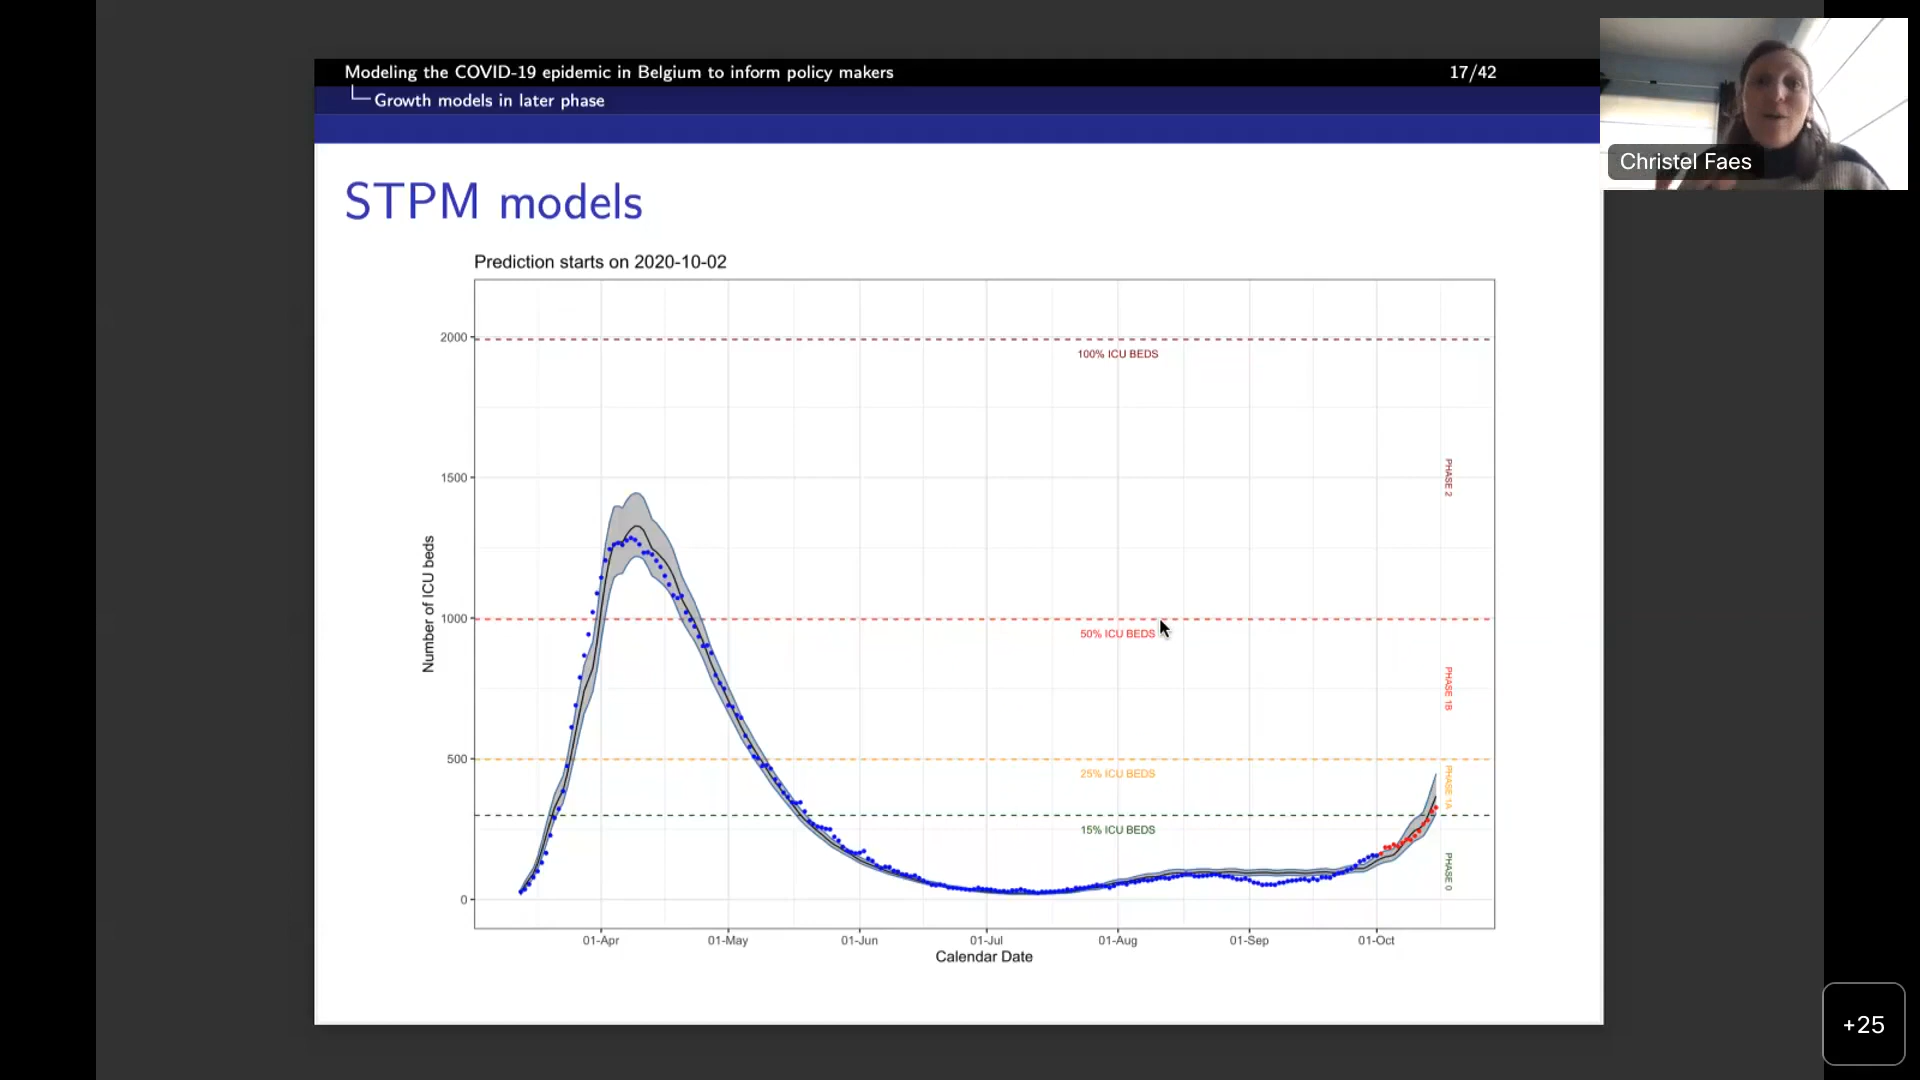 Modeling the COVID-19 epidemic in Belgium to inform policy makers 17/42
Growth models in later phase
Christel Faes
STPM models
Prediction starts on 2020-10-02
2000
100% ICU BEDS
PHASE 2
1500
Number of ICU beds
1000
50% ICU BEDS
PHASE 1B
500
25% ICU BEDS
PHASE 1A
15% ICU BEDS
PHASE 0
0
01-Apr 01-May 01-Jun 01-Jul 01-Aug 01-Sep 01-Oct
Calendar Date
+25